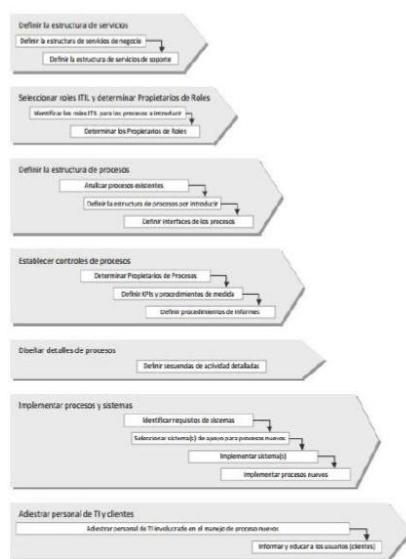 Definir la estructura de servicios
Definir la estructura de servicios de negocio
Definir la estructura de servicios de soporte
Seleccionar roles ITIL y determinar Propietarios de Roles
Identificar los roles ITIL para los procesos a introducir
Determinar los Propietarios de Roles
Definir la estructura de procesos
Analizar procesos existentes
Definir la estructura de procesos por introducir
Definir interfaces de los procesos
Establecer controles de procesos
Determinar Propietarios de Procesos
Definir KPIs y procedimientos de medida
Definir procedimientos de informes
Diseñar detalles de procesos
Definir secuencias de actividad detalladas
Implementar procesos y sistemas
Identificar requisitos de sistemas
Seleccionar sistema(s) de apoyo para procesos nuevos
Implementar sistema(s)
Implementar procesos nuevos
Adiestrar personal de TI y clientes
Adiestrar personal de TI involucrado en el manejo de proceso nuevos
Informar y educar a los usuarios (clientes)